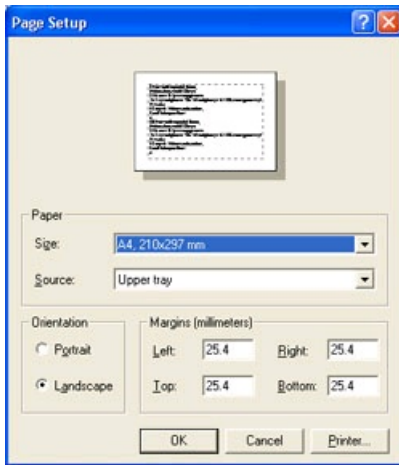 Page Setup
Paper
Size: A4, 210x297 mm
Source: Upper tray
Orientation
Portrait
Landscape
Margins (millimeters)
Left: 25.4 Right: 25.4
Top: 25.4 Bottom: 25.4
OK Cancel Printer...